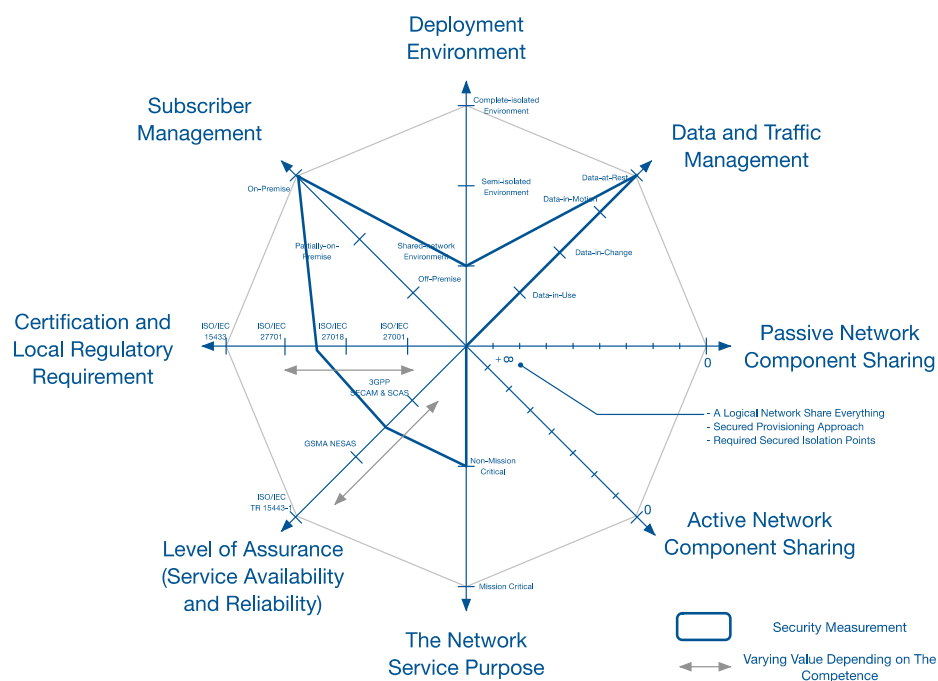 Deployment
Environment
Complete-isolated
Environment
Subscriber
Management
Data and Traffic
Management
Data-at-Rest
On-Premise
Semi-isolated
Environment
Data-in-Motion
Partially-on-
Premise
Shared-network
Environment
Data-in-Change
Off-Premise
Data-in-Use
Certification and
Local Regulatory
Requirement
ISO/IEC
15433
ISO/IEC
27701
ISO/IEC
27018
ISO/IEC
27001
+ ∞
0
Passive Network
Component Sharing
3GPP
SECAM & SCAS
- A Logical Network Share Everything
- Secured Provisioning Approach
- Required Secured Isolation Points
GSMA NESAS
Non-Mission
Critical
ISO/IEC
TR 15443-1
0
Active Network
Component Sharing
Level of Assurance
(Service Availability
and Reliability)
Mission Critical
The Network
Service Purpose
Security Measurement
Varying Value Depending on The
Competence